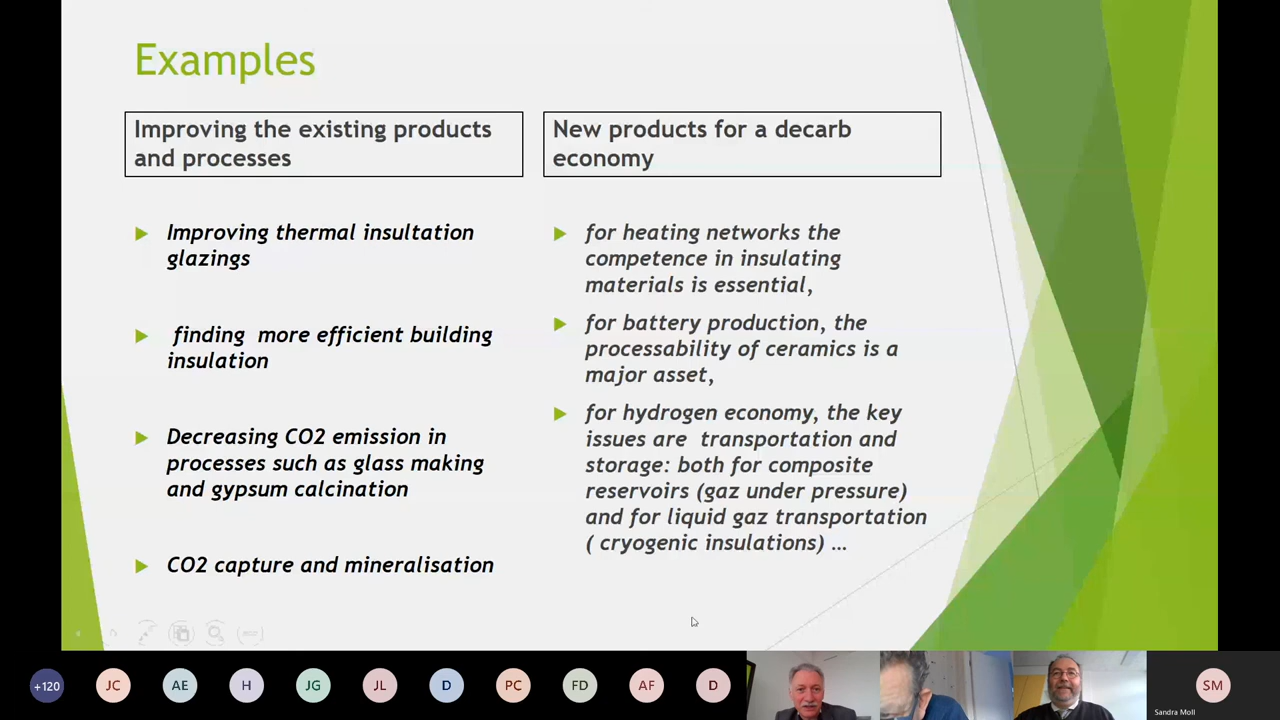 Examples
Improving the existing products
and processes
Improving thermal insultation
glazings
finding more efficient building
insulation
Decreasing CO2 emission in
processes such as glass making
and gypsum calcination
CO2 capture and mineralisation
New products for a decarb
economy
for heating networks the
competence in insulating
materials is essential,
for battery production, the
processability of ceramics is a
major asset,
for hydrogen economy, the key
issues are transportation and
storage: both for composite
reservoirs (gaz under pressure)
and for liquid gaz transportation
( cryogenic insulations) …
+120
JC
AE
H
JG
JL
D
PC
FD
AF
D
SM
Sandra Moll